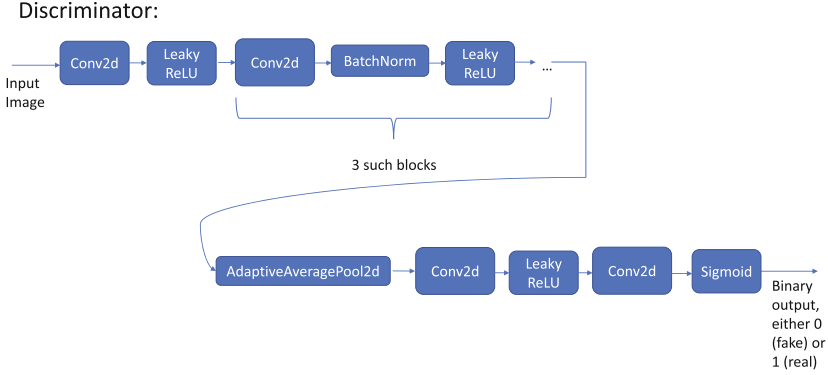 Discriminator:
Input
Image
Conv2d
Leaky
ReLU
Conv2d
BatchNorm
Leaky
ReLU
...
3 such blocks
AdaptiveAveragePool2d
Conv2d
Leaky
ReLU
Conv2d
Sigmoid
Binary
output,
either 0
(fake) or
1 (real)